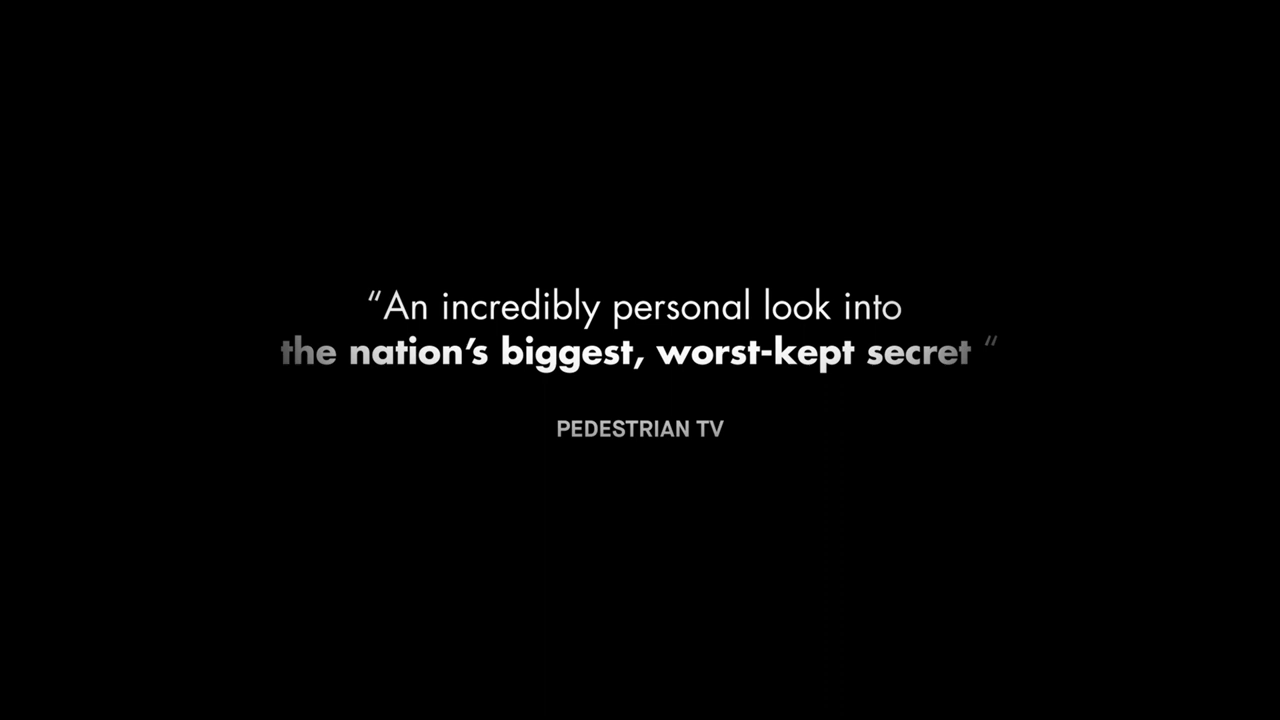 “An incredibly personal look into
the nation’s biggest, worst-kept secret “
PEDESTRIAN TV